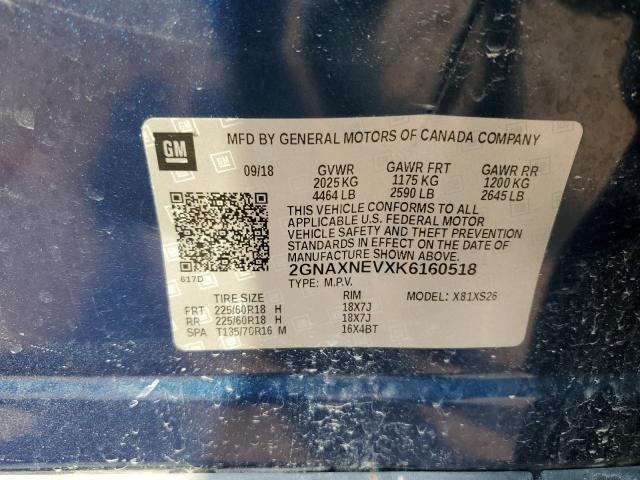 GM
MFD BY GENERAL MOTORS OF CANADA COMPANY
09/18 GVWR GAWR FRT GAWR RR
2025 KG 1175 KG 1200 KG
4464 LB 2590 LB 2645 LB
THIS VEHICLE CONFORMS TO ALL
APPLICABLE U.S. FEDERAL MOTOR
VEHICLE SAFETY AND THEFT PREVENTION
STANDARDS IN EFFECT ON THE DATE OF
MANUFACTURE SHOWN ABOVE.
2GNAXNEVXK6160518
617D TYPE: M.P.V.
TIRE SIZE RIM MODEL: X81XS26
FRT 225/60R18 H 18X7J
RR 225/60R18 H 18X7J
SPA T135/70R16 M 16X4BT